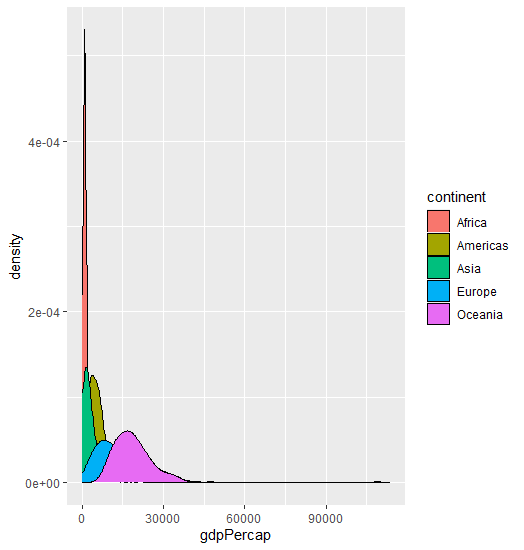 density
4e-04
2e-04
0e+00
0
30000
60000
90000
gdpPercap
continent
Africa
Americas
Asia
Europe
Oceania